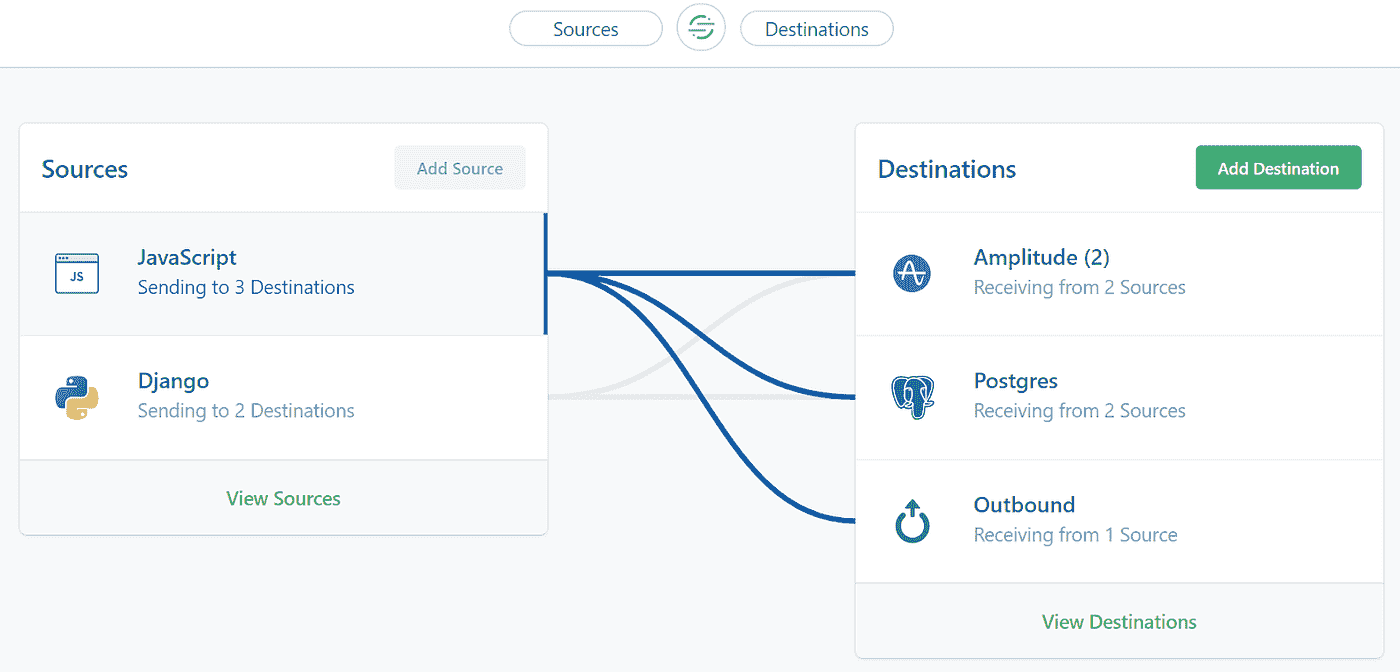 Sources
Destinations
Sources
Add Source
JS
JavaScript
Sending to 3 Destinations
Django
Sending to 2 Destinations
View Sources
Destinations
Add Destination
Amplitude (2)
Receiving from 2 Sources
Postgres
Receiving from 2 Sources
Outbound
Receiving from 1 Source
View Destinations